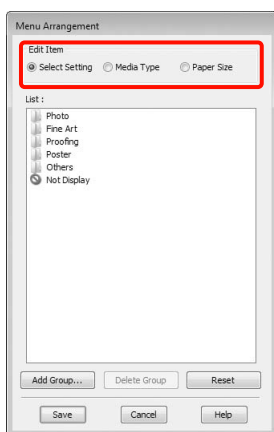 Menu Arrangement
Edit Item
Select Setting Media Type Paper Size
List :
Photo
Fine Art
Proofing
Poster
Others
Not Display
Add Group... Delete Group Reset
Save Cancel Help